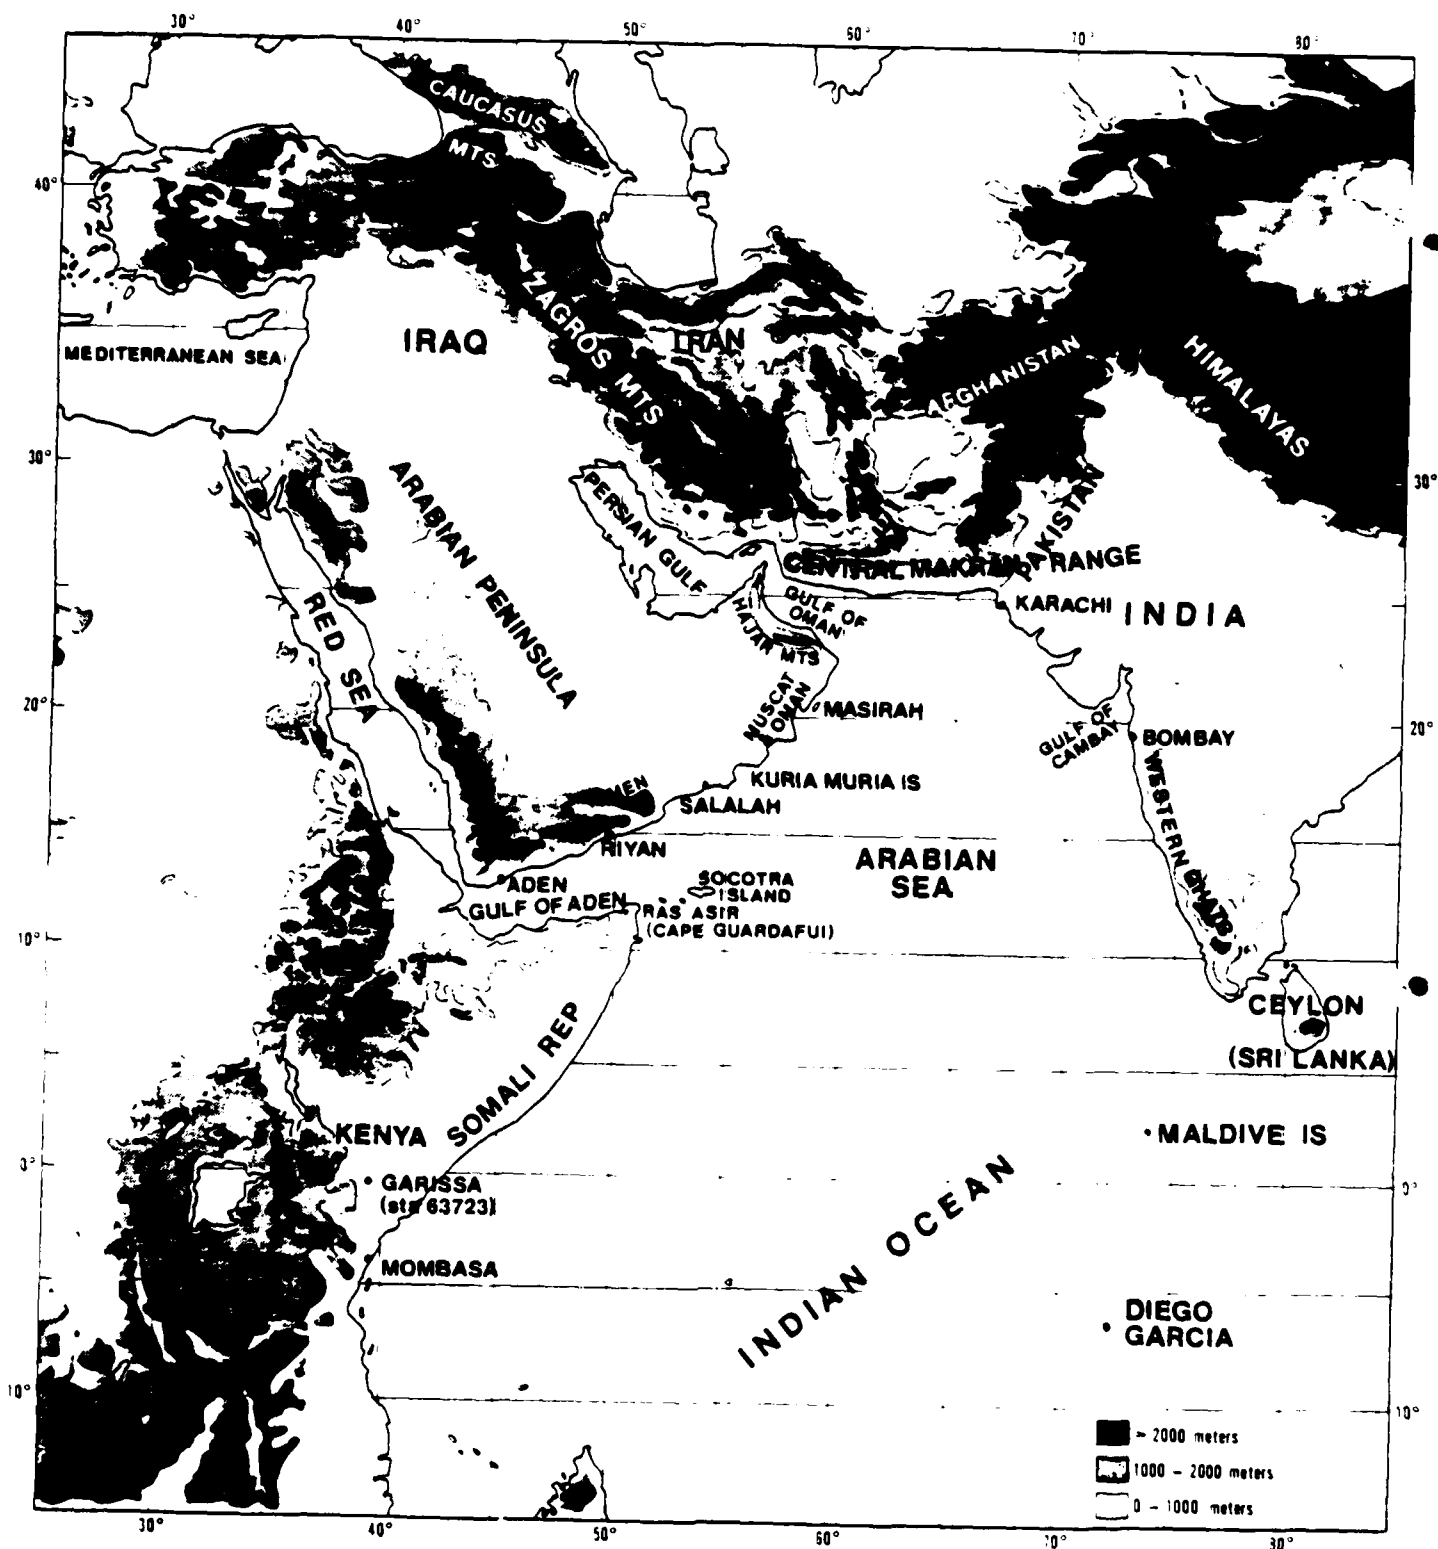 30° 40° 50° 60° 70° 80°
CAUCASUS
MTS
40°
ZAGROS MTS
IRAQ
IRAN
AFGHANISTAN
HIMALAYAS
MEDITERRANEAN SEA
30°
30°
ARABIAN PENINSULA
PERSIAN GULF
PAKISTAN
CENTRAL MAKRAN RANGE
RED SEA
GULF OF
OMAN
HAJAR MTS
KARACHI
INDIA
MUSCAT
& OMAN
MASIRAH
20°
20°
GULF OF
CAMBAY
BOMBAY
KURIA MURIA IS
SALALAH
WESTERN GHATS
RIYAN
ARABIAN
SEA
ADEN
SOCOTRA
ISLAND
GULF OF ADEN
RAS ASIR
(CAPE GUARDAFUI)
10°
CEYLON
(SRI LANKA)
SOMALI REP
KENYA
MALDIVE IS
0°
0°
GARISSA
(sta 63723)
INDIAN OCEAN
MOMBASA
DIEGO
GARCIA
10°
10°
2000 meters
1000 - 2000 meters
0 - 1000 meters
30° 40° 50° 60° 70° 80°